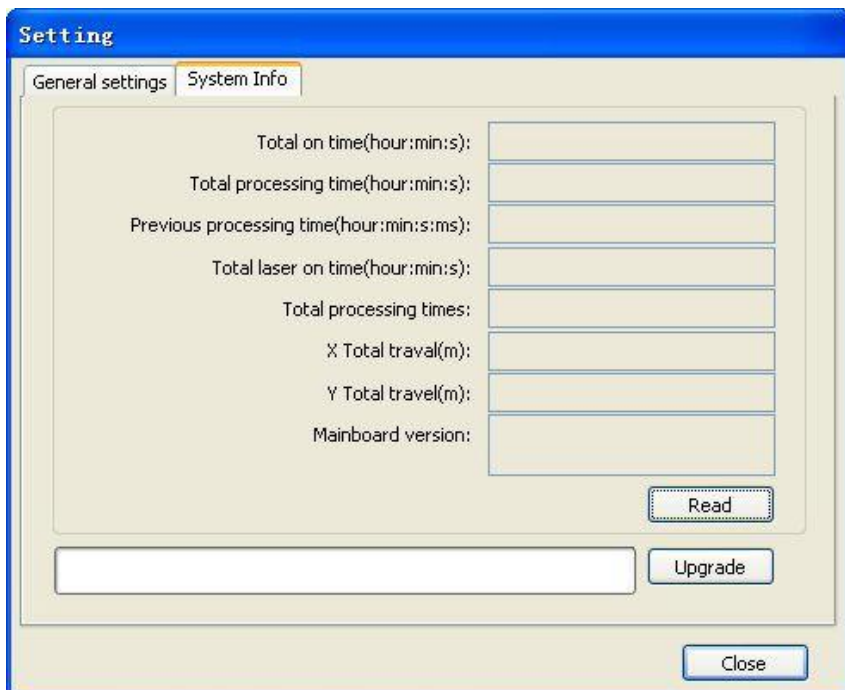 Setting
General settings System Info
Total on time(hour:min:s):
Total processing time(hour:min:s):
Previous processing time(hour:min:s:ms):
Total laser on time(hour:min:s):
Total processing times:
X Total traval(m):
Y Total travel(m):
Mainboard version:
Read
Upgrade
Close